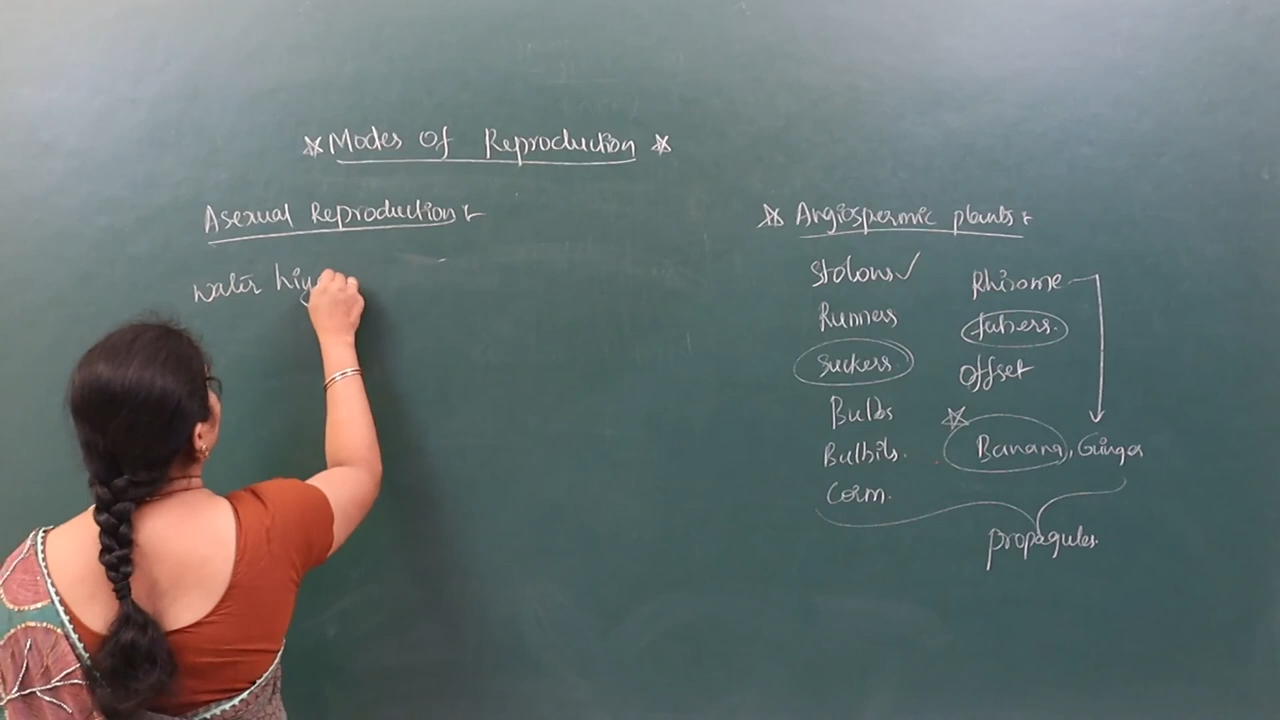 ☆ Modes Of Reproduction ☆
Asexual Reproduction :-
Water hiy
☆ Angiospermic plants :-
Stolons ✓
Runners
Suckers
Bulbs
Bulbils.
Corm.
Rhizome
tubers.
Offset
☆
Banana, Ginger
propagules.